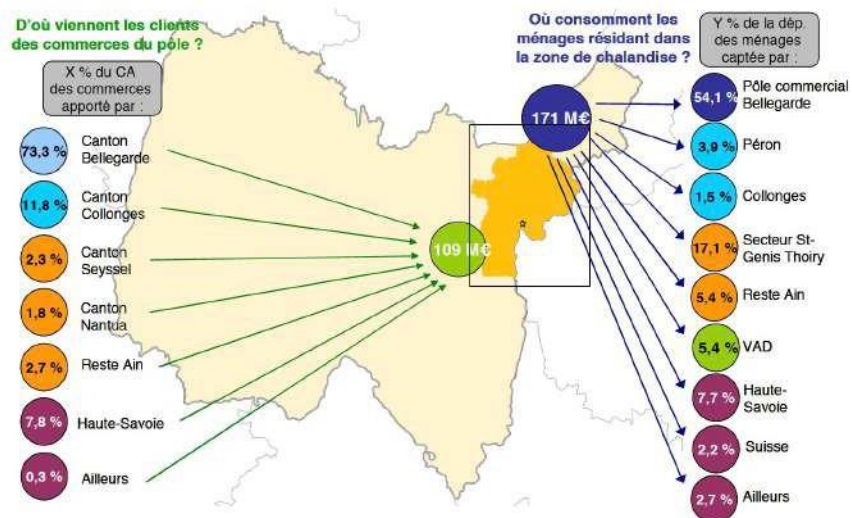 D'où viennent les clients
des commerces du pôle ?
X % du CA
des commerces
apporté par :
73,3 %
Canton
Bellegarde
11,8 %
Canton
Collonges
2,3 %
Canton
Seyssel
1,8 %
Canton
Nantua
2,7 %
Reste Ain
7,8 %
Haute-Savoie
0,3 %
Ailleurs
109 M€
Où consomment les
ménages résidant dans
la zone de chalandise ?
171 M€
Y % de la dép.
des ménages
captée par :
54,1 %
Pôle commercial
Bellegarde
3,9 %
Péron
1,5 %
Collonges
17,1 %
Secteur St-
Genis Thoiry
5,4 %
Reste Ain
5,4 %
VAD
7,7 %
Haute-
Savoie
2,2 %
Suisse
2,7 %
Ailleurs